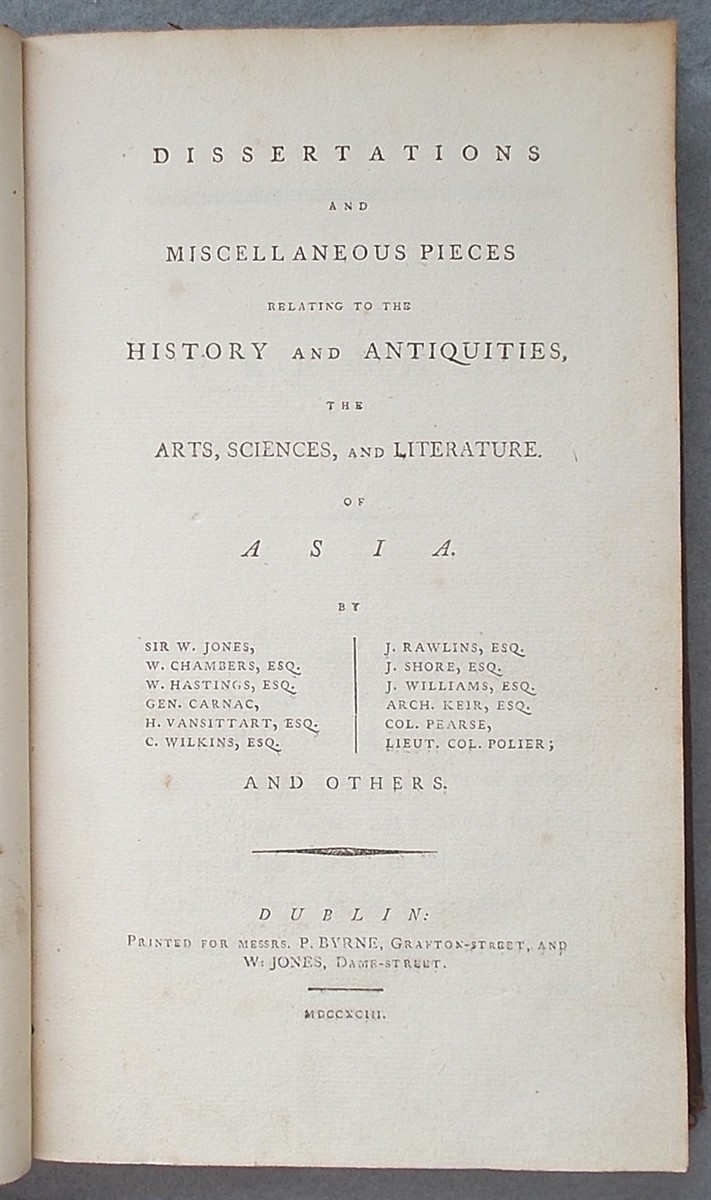 DISSERTATIONS
AND
MISCELLANEOUS PIECES
RELATING TO THE
HISTORY AND ANTIQUITIES,
THE
ARTS, SCIENCES, AND LITERATURE.
OF
ASIA.
BY
SIR W. JONES,
W. CHAMBERS, ESQ.
W. HASTINGS, ESQ.
GEN. CARNAC,
H. VANSITTART, ESQ.
C. WILKINS, ESQ.
J. RAWLINS, ESQ.
J. SHORE, ESQ.
J. WILLIAMS, ESQ.
ARCH. KEIR, ESQ.
COL. PEARSE,
LIEUT. COL. POLIER;
AND OTHERS.
DUBLIN:
PRINTED FOR MESSRS. P. BYRNE, GRAFTON-STREET, AND
W: JONES, DAME-STREET.
MDCCXCIII.